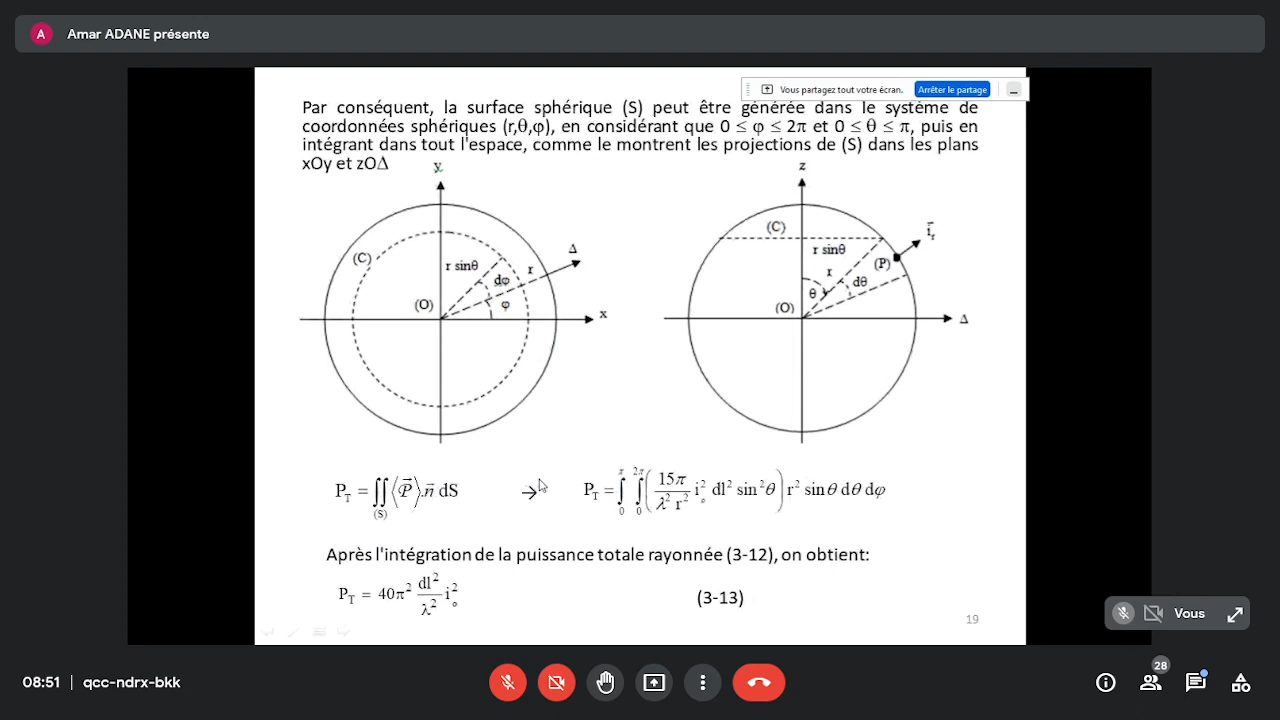 A Amar ADANE présente
Vous partagez tout votre écran. Arrêter le partage
Par conséquent, la surface sphérique (S) peut être générée dans le système de
coordonnées sphériques (r,θ,φ), en considérant que 0 ≤ φ ≤ 2π et 0 ≤ θ ≤ π, puis en
intégrant dans tout l'espace, comme le montrent les projections de (S) dans les plans
xOy et zOΔ
y
(C)
r sinθ
r
Δ
dφ
φ
(O)
x
z
(C)
r sinθ
i⃗r
(P)
r
dθ
θ
(O)
Δ
P_T = ∬_(S) ⟨𝒫⃗⟩.n⃗ dS → P_T = ∫_0^π ∫_0^2π (15π / λ² r² i_o² dl² sin²θ) r² sinθ dθ dφ
Après l'intégration de la puissance totale rayonnée (3-12), on obtient:
P_T = 40π² dl²/λ² i_o² (3-13)
19
Vous
08:51 | qcc-ndrx-bkk
28